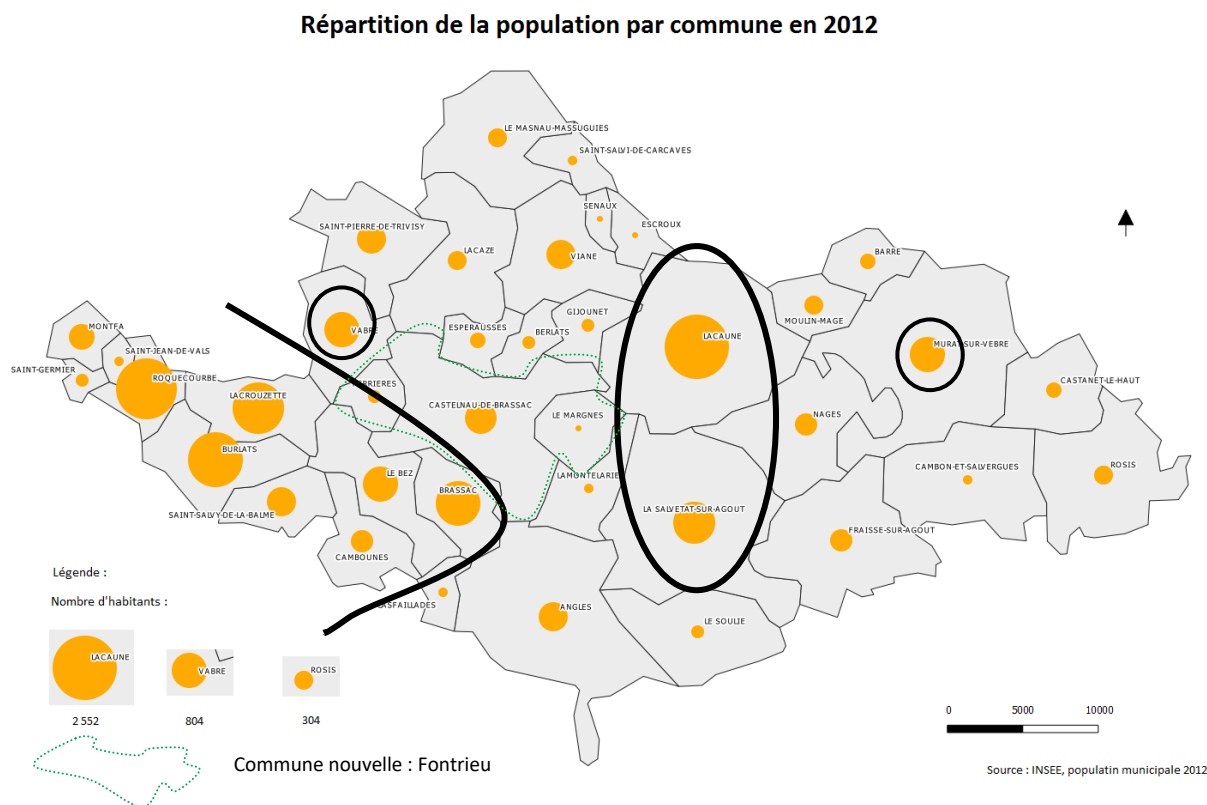 Répartition de la population par commune en 2012
LE MASNAU-MASSUGUIES
SAINT-SALVI-DE-CARCAVES
SENAUX
ESCROUX
SAINT-PIERRE-DE-TRIVISY
LACAZE
VIANE
BARRE
MOULIN-MAGE
GIJOUNET
MONTFA
VABRE
ESPERAUSSES
BERLATS
LACAUNE
MURAT-SUR-VEBRE
SAINT-JEAN-DE-VALS
SAINT-GERMIER
ROQUECOURBE
LACROUZETTE
CASTELNAU-DE-BRASSAC
LE MARGNES
NAGES
CASTANET-LE-HAUT
BURLATS
LE BEZ
BRASSAC
LAMONTELARIE
CAMBON-ET-SALVERGUES
ROSIS
SAINT-SALVY-DE-LA-BALME
LA SALVETAT-SUR-AGOUT
FRAISSE-SUR-AGOUT
CAMBOUNES
ANGLES
LE SOULIE
Légende :
Nombre d'habitants :
LACAUNE
VABRE
ROSIS
2 552 804 304
Commune nouvelle : Fontrieu
0 5000 10000
Source : INSEE, populatin municipale 2012